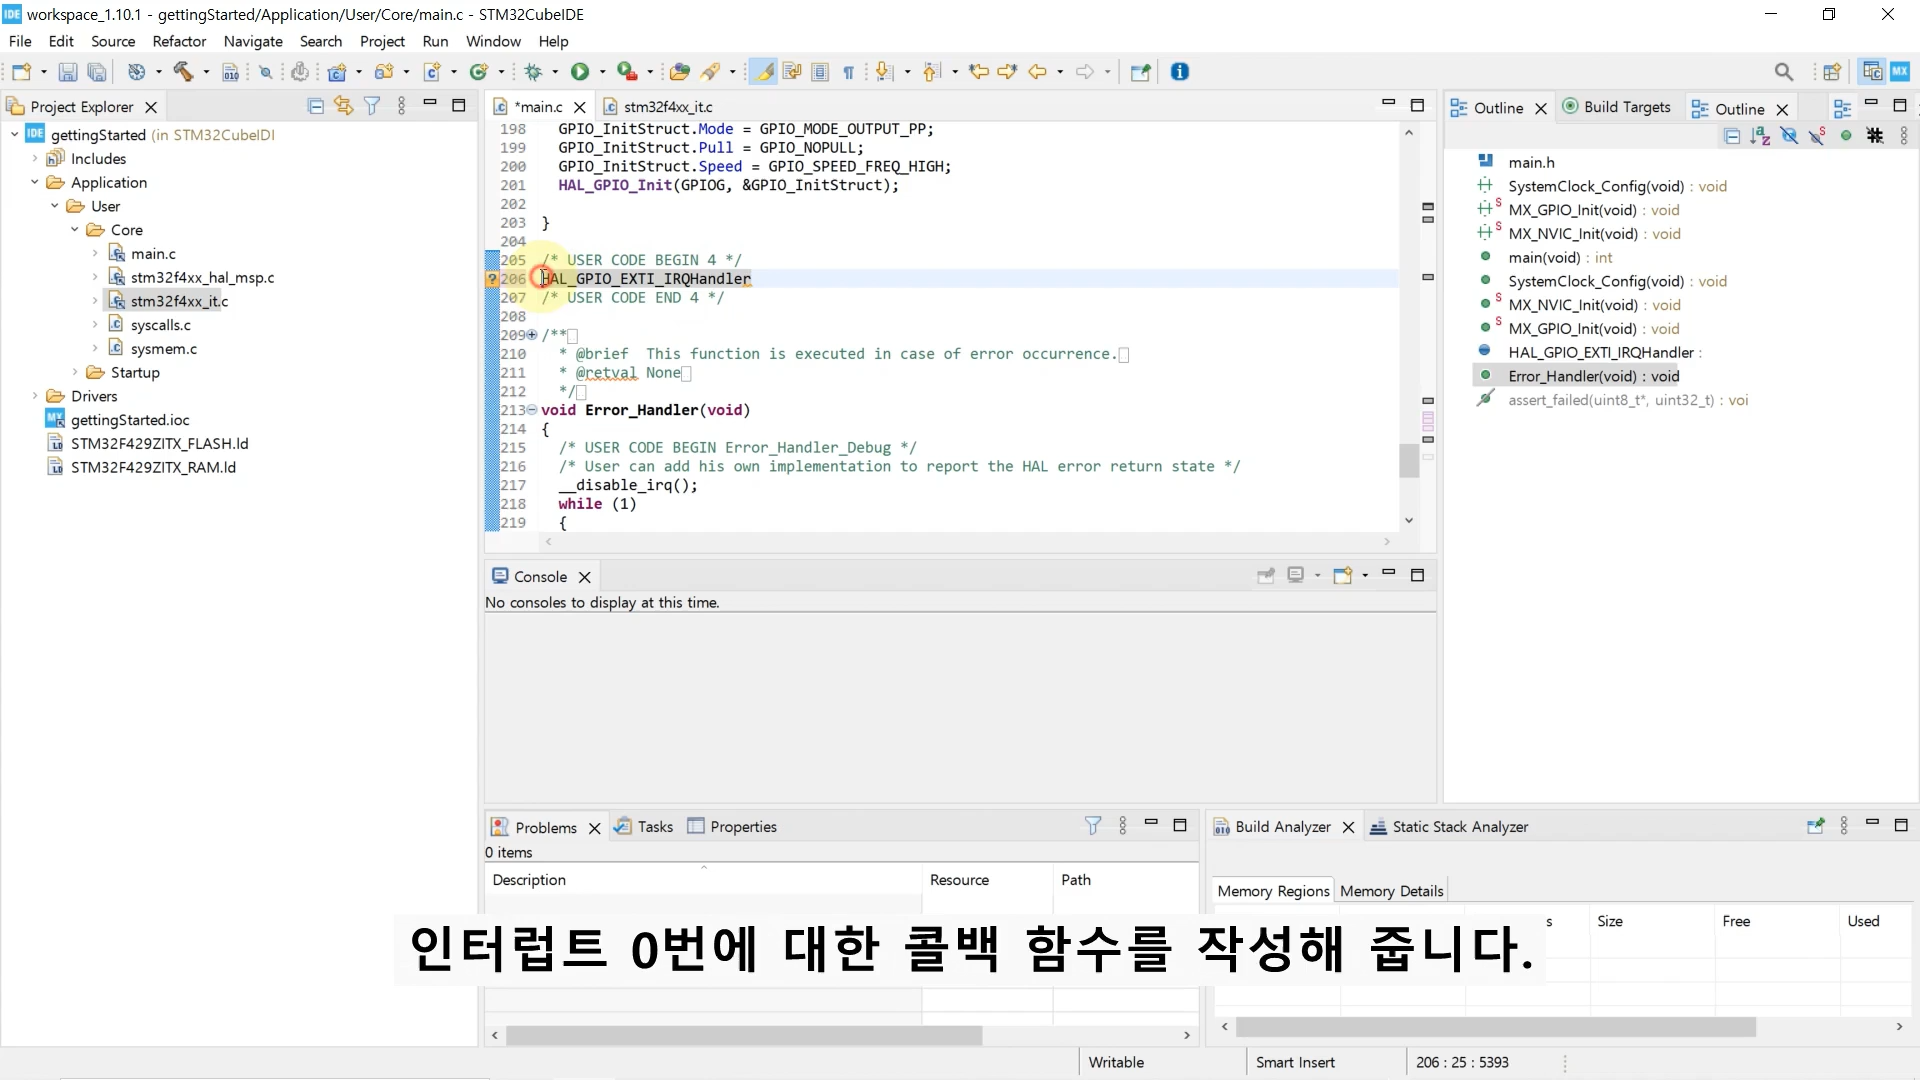 IDE workspace_1.10.1 - gettingStarted/Application/User/Core/main.c - STM32CubeIDE
File Edit Source Refactor Navigate Search Project Run Window Help
Project Explorer
IDE gettingStarted (in STM32CubeIDI
Includes
Application
User
Core
main.c
stm32f4xx_hal_msp.c
stm32f4xx_it.c
syscalls.c
sysmem.c
Startup
Drivers
gettingStarted.ioc
STM32F429ZITX_FLASH.ld
STM32F429ZITX_RAM.ld
*main.c stm32f4xx_it.c
198 GPIO_InitStruct.Mode = GPIO_MODE_OUTPUT_PP;
199 GPIO_InitStruct.Pull = GPIO_NOPULL;
200 GPIO_InitStruct.Speed = GPIO_SPEED_FREQ_HIGH;
201 HAL_GPIO_Init(GPIOG, &GPIO_InitStruct);
202
203 }
204
205 /* USER CODE BEGIN 4 */
206 HAL_GPIO_EXTI_IRQHandler
207 /* USER CODE END 4 */
208
209 /**
210 * @brief This function is executed in case of error occurrence.
211 * @retval None
212 */
213 void Error_Handler(void)
214 {
215 /* USER CODE BEGIN Error_Handler_Debug */
216 /* User can add his own implementation to report the HAL error return state */
217 __disable_irq();
218 while (1)
219 {
Outline Build Targets Outline
main.h
SystemClock_Config(void) : void
MX_GPIO_Init(void) : void
MX_NVIC_Init(void) : void
main(void) : int
SystemClock_Config(void) : void
MX_NVIC_Init(void) : void
MX_GPIO_Init(void) : void
HAL_GPIO_EXTI_IRQHandler :
Error_Handler(void) : void
assert_failed(uint8_t*, uint32_t) : voi
Console
No consoles to display at this time.
Problems Tasks Properties
0 items
Description Resource Path
Build Analyzer Static Stack Analyzer
Memory Regions Memory Details
s Size Free Used
인터럽트 0번에 대한 콜백 함수를 작성해 줍니다.
Writable Smart Insert 206 : 25 : 5393